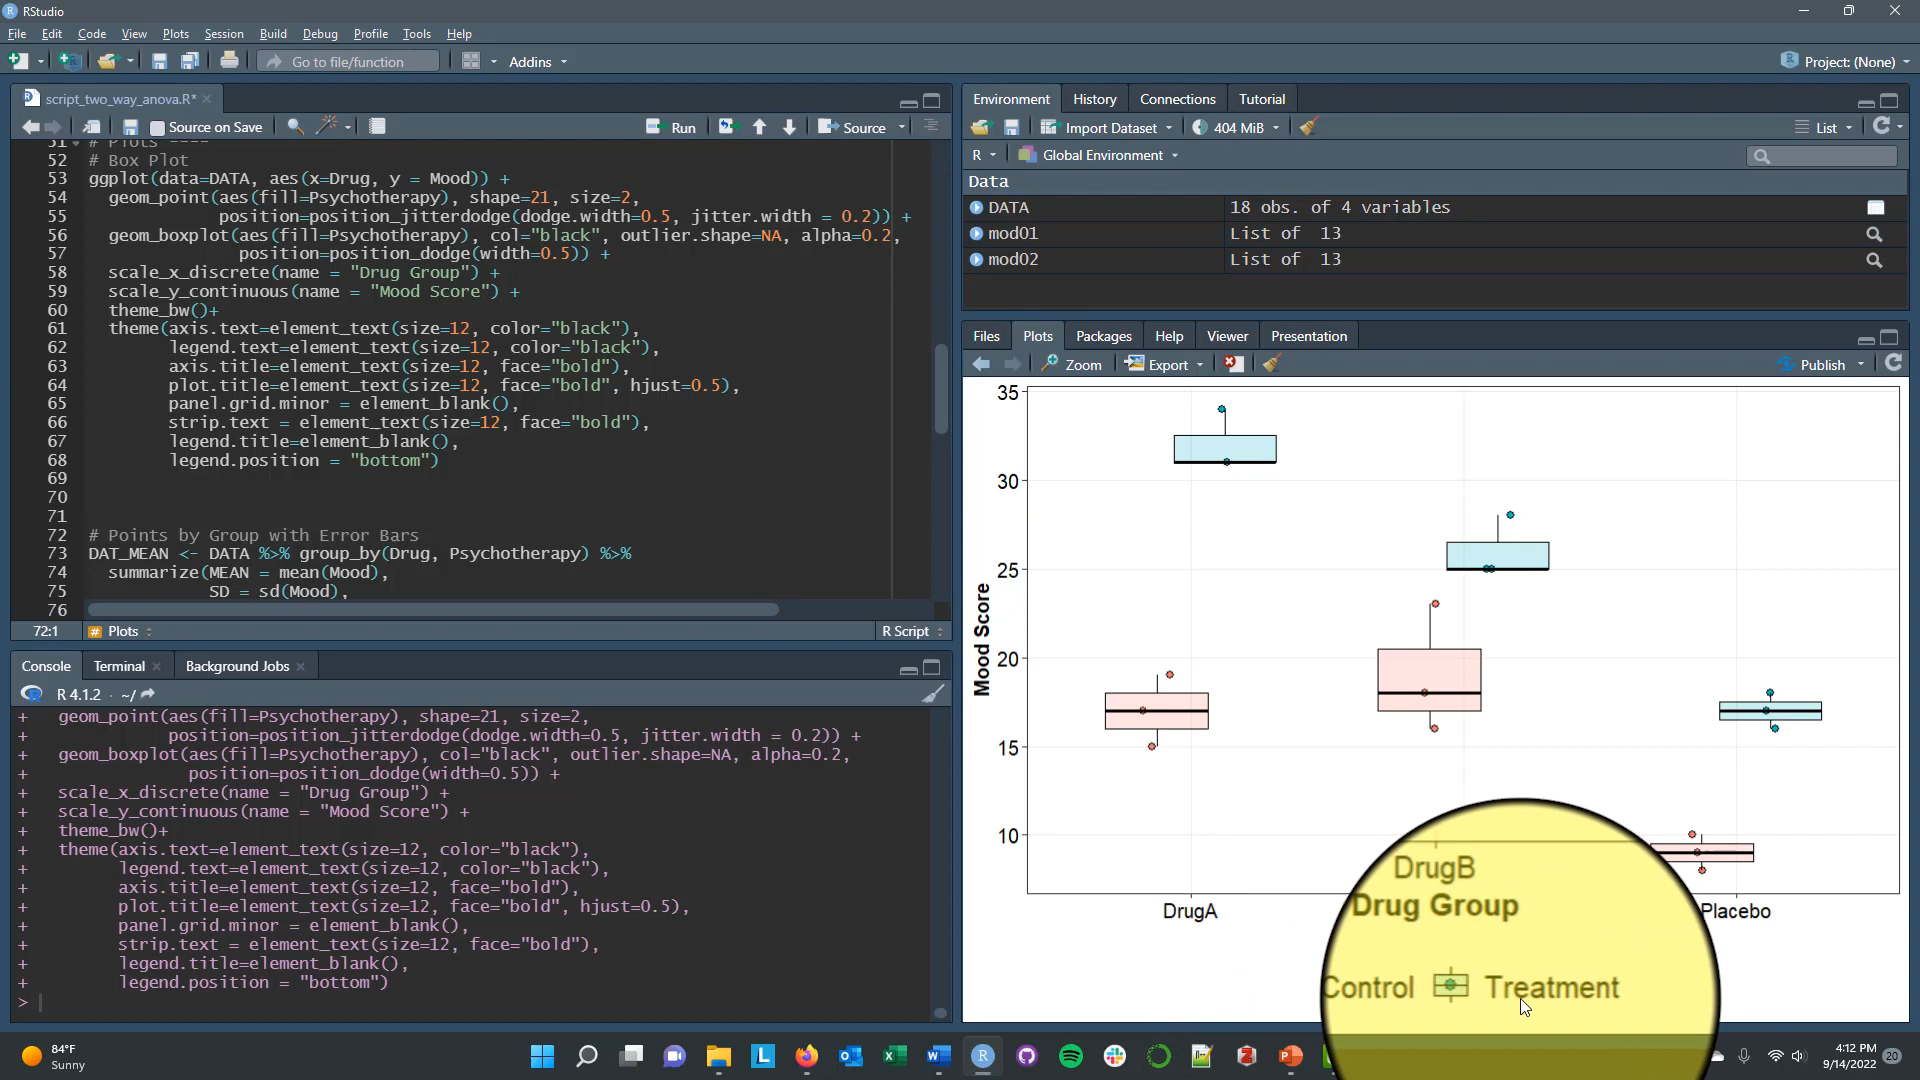 RStudio
File Edit Code View Plots Session Build Debug Profile Tools Help
Go to file/function Addins Project: (None)
script_two_way_anova.R*
Source on Save Run Source
51 # Plots ----
52 # Box Plot
53 ggplot(data=DATA, aes(x=Drug, y = Mood)) +
54 geom_point(aes(fill=Psychotherapy), shape=21, size=2,
55 position=position_jitterdodge(dodge.width=0.5, jitter.width = 0.2)) +
56 geom_boxplot(aes(fill=Psychotherapy), col="black", outlier.shape=NA, alpha=0.2,
57 position=position_dodge(width=0.5)) +
58 scale_x_discrete(name = "Drug Group") +
59 scale_y_continuous(name = "Mood Score") +
60 theme_bw()+
61 theme(axis.text=element_text(size=12, color="black"),
62 legend.text=element_text(size=12, color="black"),
63 axis.title=element_text(size=12, face="bold"),
64 plot.title=element_text(size=12, face="bold", hjust=0.5),
65 panel.grid.minor = element_blank(),
66 strip.text = element_text(size=12, face="bold"),
67 legend.title=element_blank(),
68 legend.position = "bottom")
69
70
71
72 # Points by Group with Error Bars
73 DAT_MEAN <- DATA %>% group_by(Drug, Psychotherapy) %>%
74 summarize(MEAN = mean(Mood),
75 SD = sd(Mood),
76
72:1 # Plots R Script
Console Terminal Background Jobs
R 4.1.2 · ~/
+ geom_point(aes(fill=Psychotherapy), shape=21, size=2,
+ position=position_jitterdodge(dodge.width=0.5, jitter.width = 0.2)) +
+ geom_boxplot(aes(fill=Psychotherapy), col="black", outlier.shape=NA, alpha=0.2,
+ position=position_dodge(width=0.5)) +
+ scale_x_discrete(name = "Drug Group") +
+ scale_y_continuous(name = "Mood Score") +
+ theme_bw()+
+ theme(axis.text=element_text(size=12, color="black"),
+ legend.text=element_text(size=12, color="black"),
+ axis.title=element_text(size=12, face="bold"),
+ plot.title=element_text(size=12, face="bold", hjust=0.5),
+ panel.grid.minor = element_blank(),
+ strip.text = element_text(size=12, face="bold"),
+ legend.title=element_blank(),
+ legend.position = "bottom")
>
Environment History Connections Tutorial
Import Dataset 404 MiB List
R Global Environment
Data
DATA 18 obs. of 4 variables
mod01 List of 13
mod02 List of 13
Files Plots Packages Help Viewer Presentation
Zoom Export Publish
35
30
25
20
15
10
Mood Score
DrugA DrugB Placebo
Drug Group
Control Treatment
84°F
Sunny
4:12 PM
9/14/2022
20